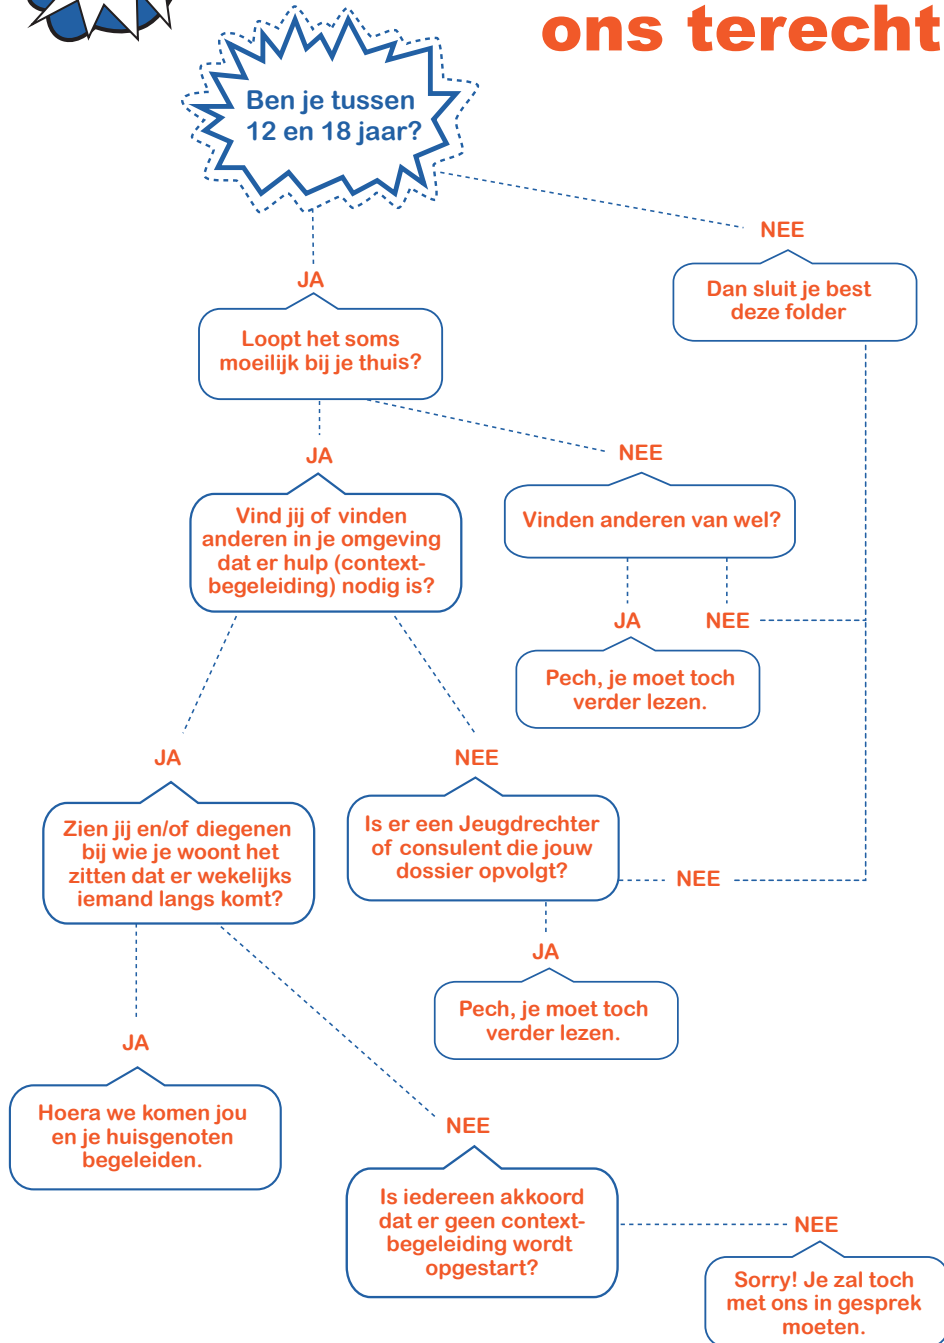 ons terecht
Ben je tussen
12 en 18 jaar?
NEE
Dan sluit je best
deze folder
JA
Loopt het soms
moeilijk bij je thuis?
JA
Vind jij of vinden
anderen in je omgeving
dat er hulp (context-
begeleiding) nodig is?
NEE
Vinden anderen van wel?
JA
Pech, je moet toch
verder lezen.
NEE
JA
Zien jij en/of diegenen
bij wie je woont het
zitten dat er wekelijks
iemand langs komt?
NEE
Is er een Jeugdrechter
of consulent die jouw
dossier opvolgt?
NEE
JA
Pech, je moet toch
verder lezen.
JA
Hoera we komen jou
en je huisgenoten
begeleiden.
NEE
Is iedereen akkoord
dat er geen context-
begeleiding wordt
opgestart?
NEE
Sorry! Je zal toch
met ons in gesprek
moeten.